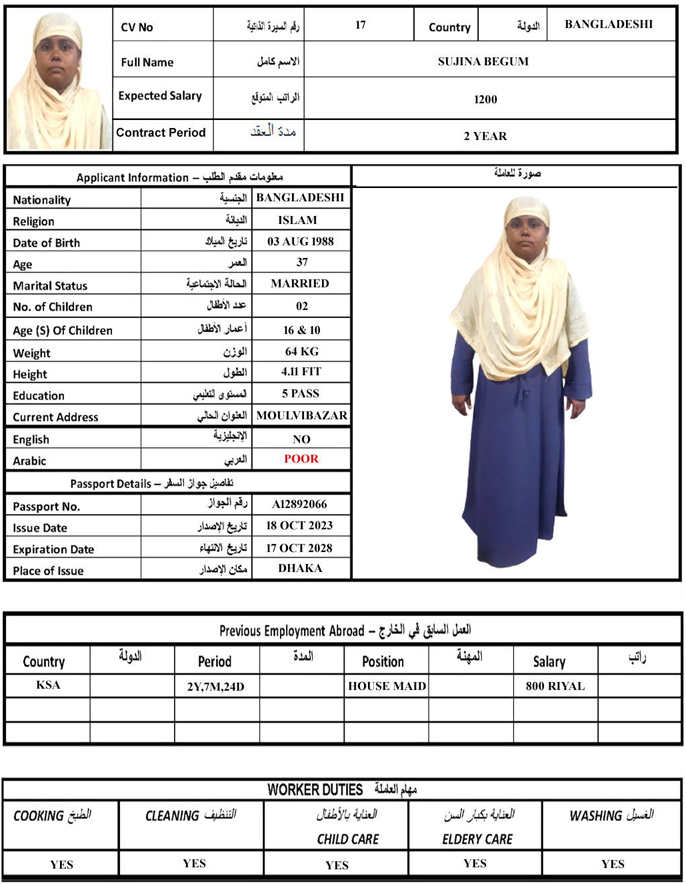 CV No رقم السيرة الذاتية 17 Country الدولة BANGLADESHI
Full Name الاسم كامل SUJINA BEGUM
Expected Salary الراتب المتوقع 1200
Contract Period مدة العقد 2 YEAR
Applicant Information – معلومات مقدم الطلب
صورة للعاملة
Nationality الجنسية BANGLADESHI
Religion الديانة ISLAM
Date of Birth تاريخ الميلاد 03 AUG 1988
Age العمر 37
Marital Status الحالة الاجتماعية MARRIED
No. of Children عدد الأطفال 02
Age (S) Of Children أعمار الأطفال 16 & 10
Weight الوزن 64 KG
Height الطول 4.11 FIT
Education المستوى التعليمي 5 PASS
Current Address العنوان الحالي MOULVIBAZAR
English الإنجليزية NO
Arabic العربي POOR
Passport Details – تفاصيل جواز السفر
Passport No. رقم الجواز A12892066
Issue Date تاريخ الإصدار 18 OCT 2023
Expiration Date تاريخ الانتهاء 17 OCT 2028
Place of Issue مكان الإصدار DHAKA
Previous Employment Abroad – العمل السابق في الخارج
Country الدولة Period المدة Position المهنة Salary راتب
KSA 2Y,7M,24D HOUSE MAID 800 RIYAL
WORKER DUTIES مهام العاملة
COOKING الطبخ CLEANING التنظيف العناية بالأطفال CHILD CARE العناية بكبار السن ELDERY CARE WASHING الغسيل
YES YES YES YES YES